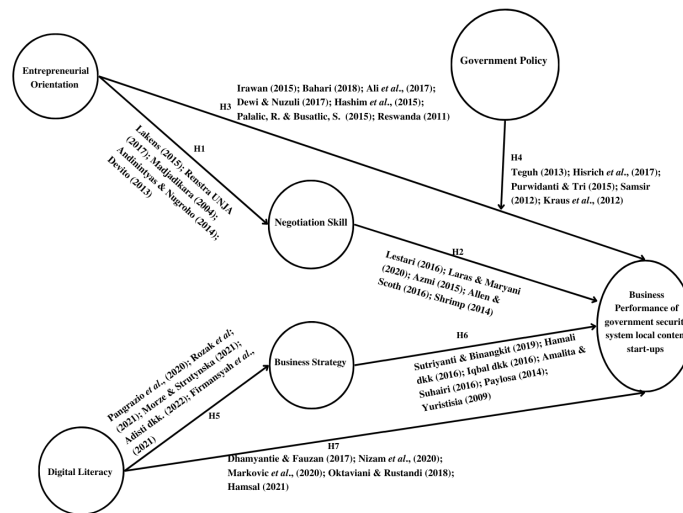 Entrepreneurial
Orientation
Government Policy
Irawan (2015); Bahari (2018); Ali et al., (2017);
H3
Dewi & Nuzuli (2017); Hashim et al., (2015);
Palalic, R. & Busatlic, S. (2015); Reswanda (2011)
H1
Lakens (2015); Renstra UNJA
(2017); Madjadikara (2004);
Andinintyas & Nugroho (2014);
Devito (2013)
H4
Teguh (2013); Hisrich et al., (2017);
Purwidanti & Tri (2015); Samsir
(2012); Kraus et al., (2012)
Negotiation Skill
H2
Lestari (2016); Laras & Maryani
(2020); Azmi (2015); Allen &
Scoth (2016); Shrimp (2014)
Business
Performance of
government security
system local content
start-ups
Business Strategy
H6
Sutriyanti & Binangkit (2019); Hamali
dkk (2016); Iqbal dkk (2016); Amalita &
Suhairi (2016); Paylosa (2014);
Yuristisia (2009)
Pangrazio et al., (2020); Rozak et al;
(2021); Morze & Strutynska (2021);
Adisti dkk. (2022); Firmansyah et al.,
(2021)
H5
Digital Literacy
H7
Dhamyantie & Fauzan (2017); Nizam et al., (2020);
Markovic et al., (2020); Oktaviani & Rustandi (2018);
Hamsal (2021)